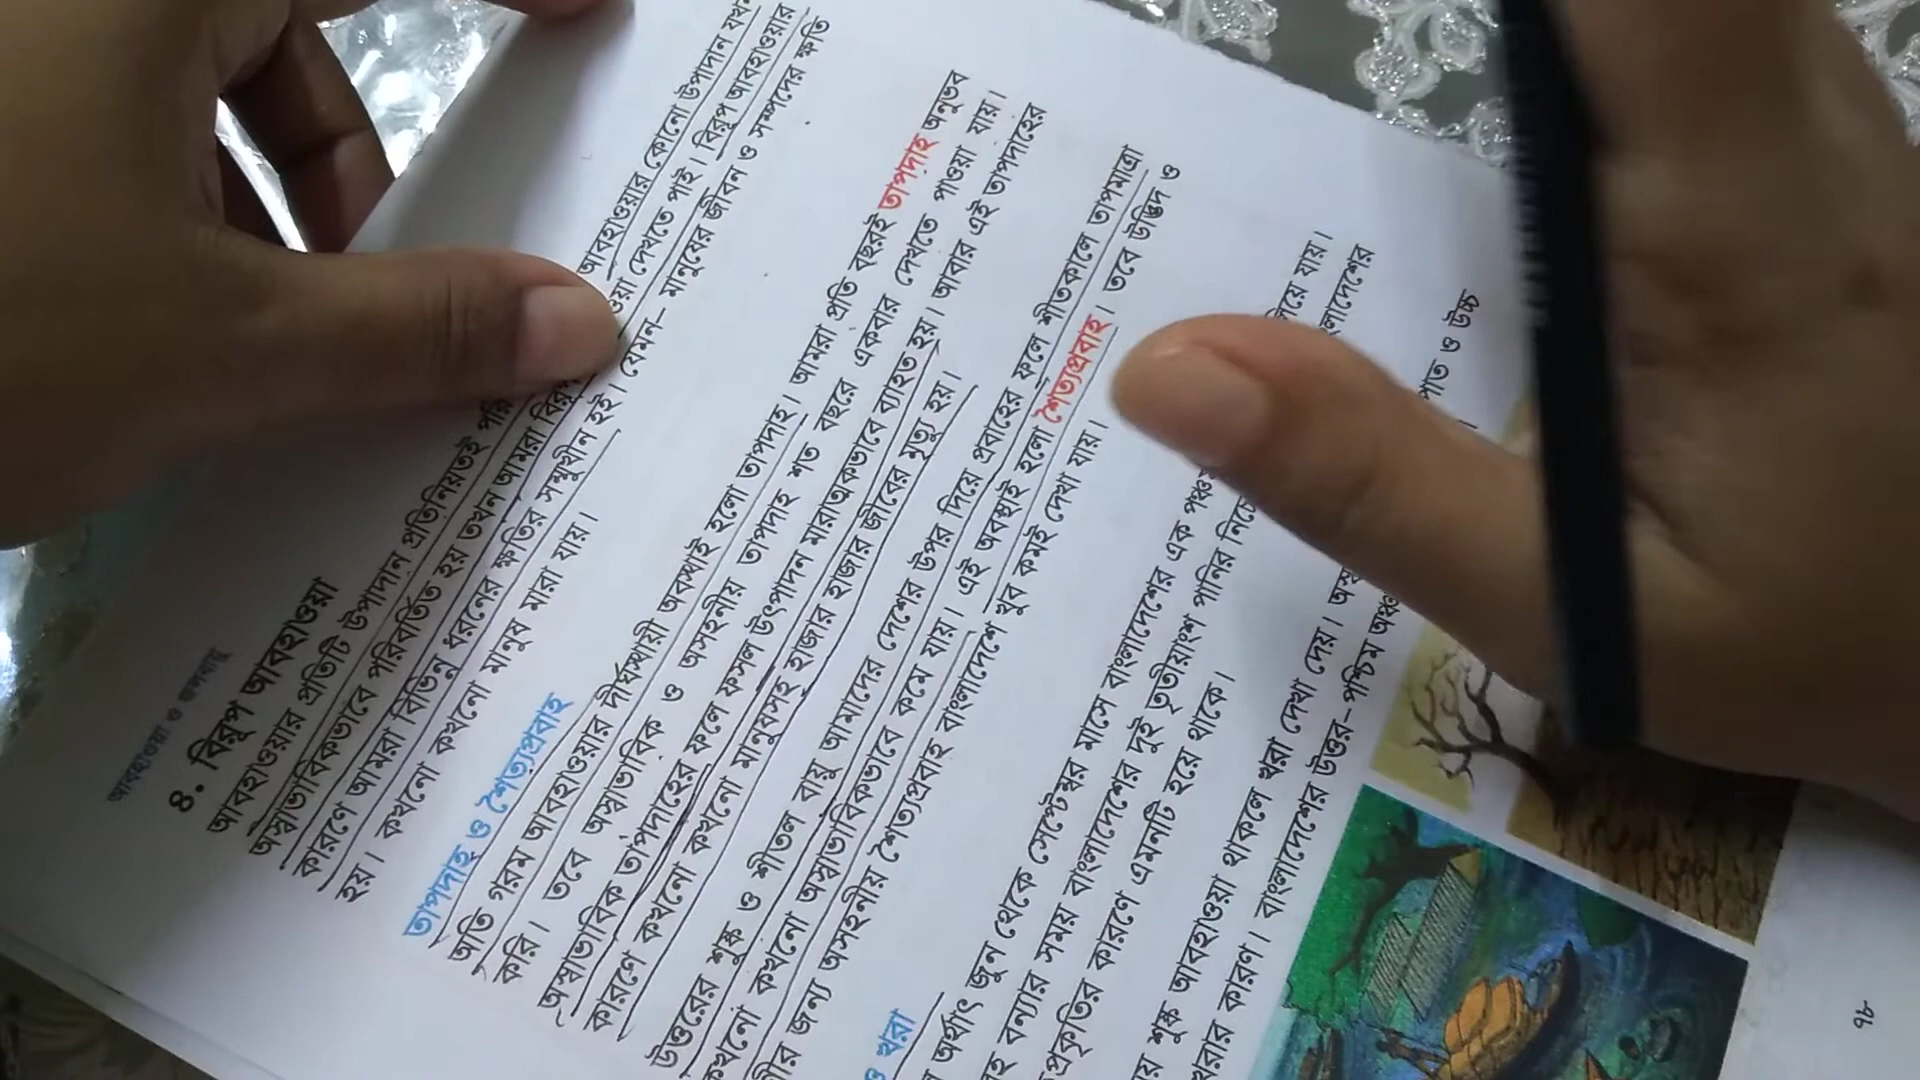 আবহাওয়া ও জলবায়ু
৪. বিরূপ আবহাওয়া
আবহাওয়ার প্রতিটি উপাদান প্রতিনিয়তই আবহাওয়ার কোনো উপাদান যখন
অস্বাভাবিকভাবে পরিবর্তিত হয় তখন আমরা দেখতে পাই। বিরূপ আবহাওয়ার
কারণে আমরা বিভিন্ন ধরনের ক্ষতির সম্মুখীন হই। যেমন- মানুষের জীবন ও সম্পদের ক্ষতি
হয়। কখনো কখনো মানুষ মারা যায়।
তাপদাহ ও শৈত্যপ্রবাহ
অতি গরম আবহাওয়ার দীর্ঘস্থায়ী অবস্থাই হলো তাপদাহ। আমরা প্রতি বছরই তাপদাহ অনুভব
করি। তবে অস্বাভাবিক ও অসহনীয় তাপদাহ শত বছরে একবার দেখতে পাওয়া যায়।
অস্বাভাবিক তাপদাহের ফলে ফসল উৎপাদন মারাত্মকভাবে ব্যাহত হয়। আবার এই তাপদাহের
কারণে কখনো কখনো মানুষসহ হাজার হাজার জীবের মৃত্যু হয়।
উত্তরের শুষ্ক ও শীতল বায়ু আমাদের দেশের উপর দিয়ে প্রবাহের ফলে শীতকালে তাপমাত্রা
কখনো কখনো অস্বাভাবিকভাবে কমে যায়। এই অবস্থাই হলো শৈত্যপ্রবাহ। তবে উদ্ভিদ ও
জন্য অসহনীয় শৈত্যপ্রবাহ বাংলাদেশে খুব কমই দেখা যায়।
ও খরা
অর্থাৎ জুন থেকে সেপ্টেম্বর মাসে বাংলাদেশের এক
বন্যার সময় বাংলাদেশের দুই তৃতীয়াংশ পানির নিচে যায়।
প্রকৃতির কারণে এমনটি হয়ে থাকে।
শুষ্ক আবহাওয়া থাকলে খরা দেখা দেয়।
খরার কারণ। বাংলাদেশের উত্তর-পশ্চিম ও উচ্চ
৭৮